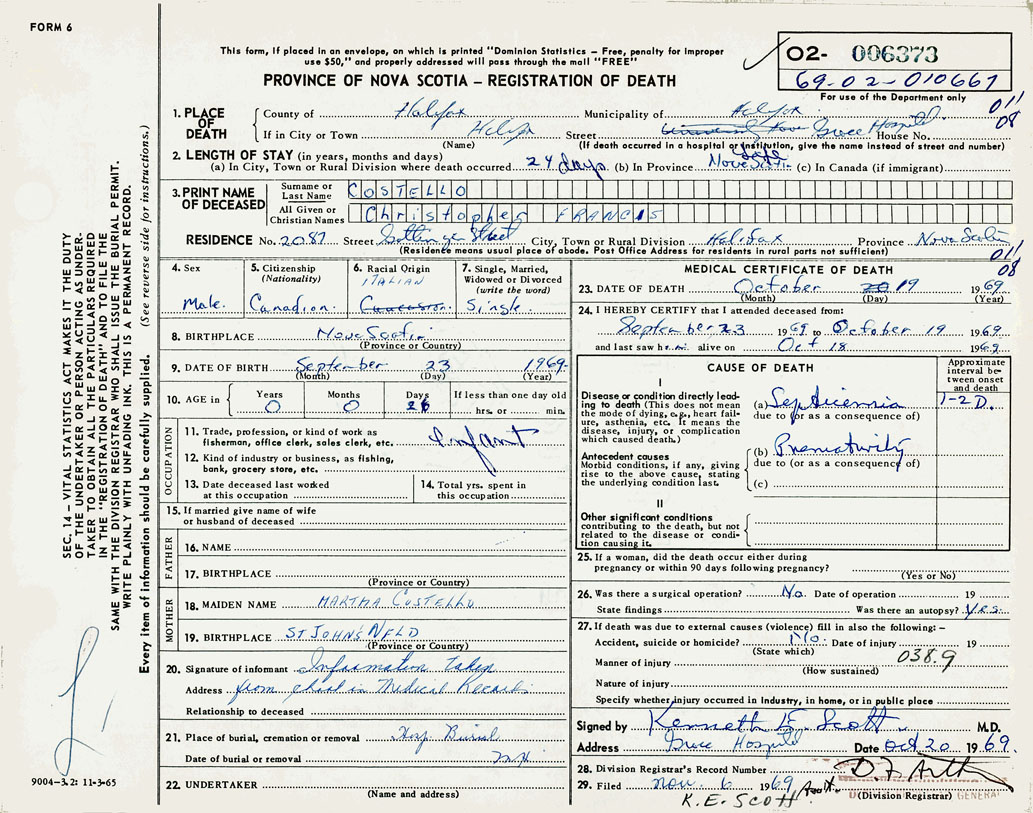 FORM 6
This form, if placed in an envelope, on which is printed "Dominion Statistics – Free, penalty for improper
use $50," and properly addressed will pass through the mail "FREE"
PROVINCE OF NOVA SCOTIA – REGISTRATION OF DEATH
02- 006373
69-02-010667
For use of the Department only
011
08
1. PLACE OF DEATH
County of Halifax Municipality of Halifax
If in City or Town Halifax Street Grace Hospital House No.
(Name) (If death occurred in a hospital or institution, give the name instead of street and number)
2. LENGTH OF STAY (in years, months and days)
(a) In City, Town or Rural Division where death occurred 24 days (b) In Province Nova Scotia (c) In Canada (if immigrant)
3. PRINT NAME OF DECEASED
Surname or Last Name COSTELLO
All Given or Christian Names Christopher FRANCIS
RESIDENCE No. 2087 Street Gottinge Street City, Town or Rural Division Halifax Province Nova Scotia
(Residence means usual place of abode. Post Office Address for residents in rural parts not sufficient)
011
08
4. Sex
Male.
5. Citizenship
(Nationality)
Canadian.
6. Racial Origin
ITALIAN
Caucasian.
7. Single, Married,
Widowed or Divorced
(write the word)
Single.
8. BIRTHPLACE Nova Scotia
(Province or Country)
9. DATE OF BIRTH September 23 1969
(Month) (Day) (Year)
10. AGE in
Years 0
Months 0
Days 26
If less than one day old
hrs. or min.
OCCUPATION
11. Trade, profession, or kind of work as
fisherman, office clerk, sales clerk, etc. Infant
12. Kind of industry or business, as fishing,
bank, grocery store, etc.
13. Date deceased last worked
at this occupation
14. Total yrs. spent in
this occupation
15. If married give name of wife
or husband of deceased
FATHER
16. NAME
17. BIRTHPLACE
(Province or Country)
MOTHER
18. MAIDEN NAME MARTHA COSTELLO
19. BIRTHPLACE ST JOHN'S NFLD
(Province or Country)
20. Signature of informant Information taken
Address from chart in Medical Records
Relationship to deceased
21. Place of burial, cremation or removal Hosp Burial
Date of burial or removal
22. UNDERTAKER
(Name and address)
MEDICAL CERTIFICATE OF DEATH
23. DATE OF DEATH October 20 19 1969
(Month) (Day) (Year)
24. I HEREBY CERTIFY that I attended deceased from:
September 23 1969 to October 19 1969
and last saw him alive on Oct 18 1969
CAUSE OF DEATH
Approximate interval between onset and death
I
Disease or condition directly leading to death (This does not mean
the mode of dying, e.g., heart failure, asthenia, etc. It means the
disease, injury, or complication
which caused death.)
(a) Septicemia 1-2 D.
due to (or as a consequence of)
Antecedent causes
Morbid conditions, if any, giving
rise to the above cause, stating
the underlying condition last.
(b) Prematurity
due to (or as a consequence of)
(c)
II
Other significant conditions
contributing to the death, but not
related to the disease or condition causing it.
25. If a woman, did the death occur either during
pregnancy or within 90 days following pregnancy?
(Yes or No)
26. Was there a surgical operation? No. Date of operation 19
State findings Was there an autopsy? Yes.
27. If death was due to external causes (violence) fill in also the following: –
Accident, suicide or homicide? No. Date of injury 19
(State which)
Manner of injury 038.9
(How sustained)
Nature of injury
Specify whether injury occurred in Industry, in home, or in public place
Signed by Kenneth E. Scott M.D.
Address Grace Hospital Date Oct 20 1969.
28. Division Registrar's Record Number
29. Filed Nov. 6 1969
(Division Registrar) GENERAL
K. E. SCOTT
SEC. 14 – VITAL STATISTICS ACT MAKES IT THE DUTY
OF THE UNDERTAKER OR PERSON ACTING AS UNDER-
TAKER TO OBTAIN ALL THE PARTICULARS REQUIRED
IN THE "REGISTRATION OF DEATH" AND TO FILE THE
SAME WITH THE DIVISION REGISTRAR WHO SHALL ISSUE THE BURIAL PERMIT.
WRITE PLAINLY WITH UNFADING INK. THIS IS A PERMANENT RECORD.
Every item of information should be carefully supplied. (See reverse side for instructions.)
9004-3.2: 11-3-65